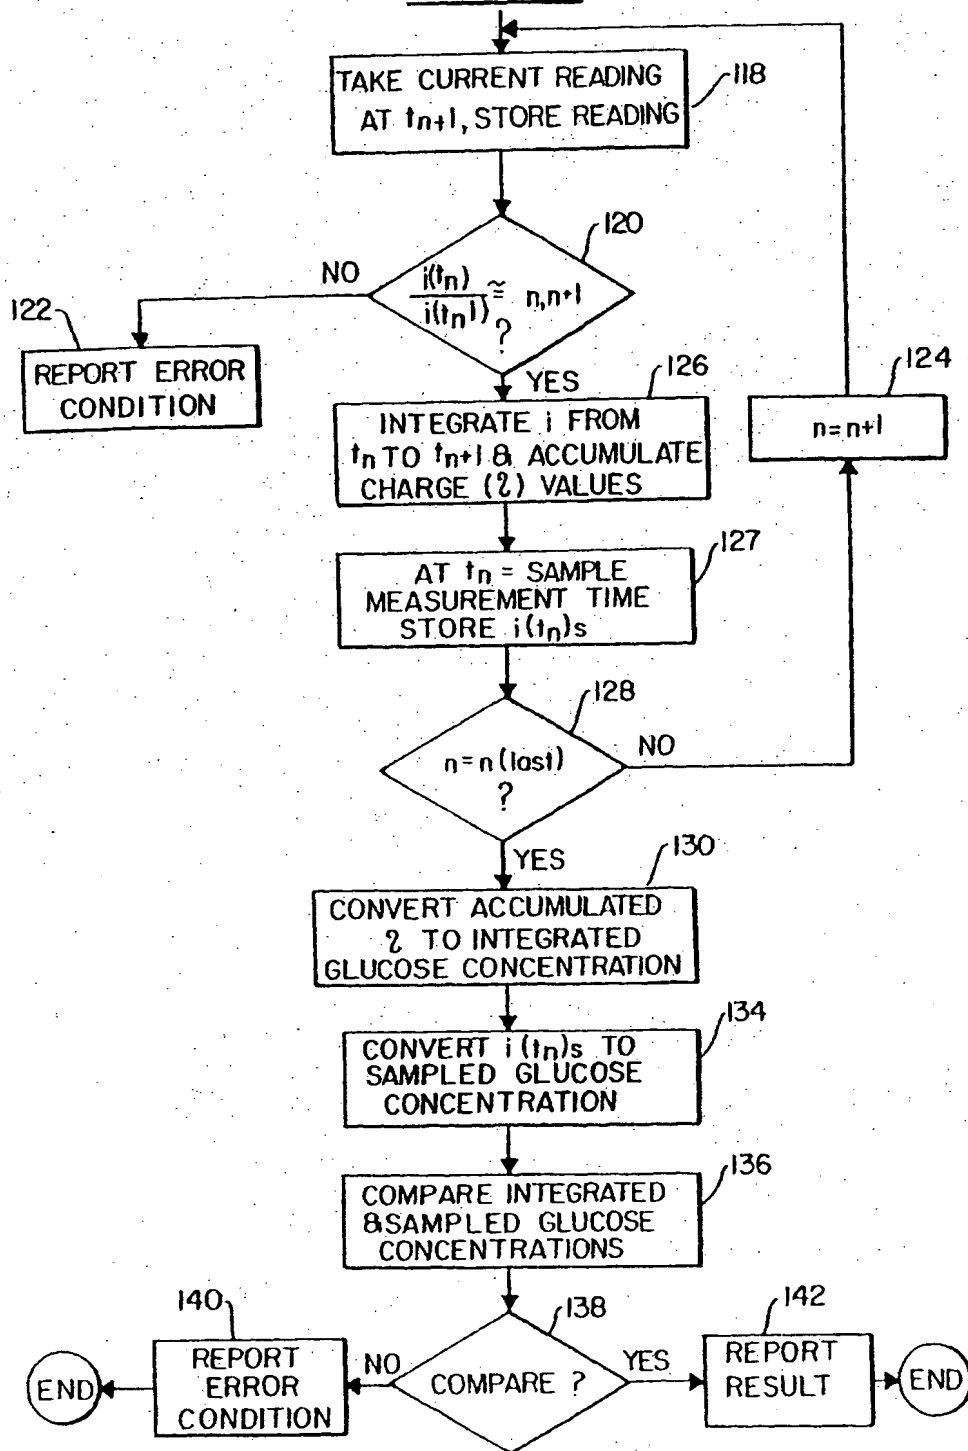 TAKE CURRENT READING
AT tn+1, STORE READING
118
120
NO
i(tn)
i(tn1)
≅ n,n+1
?
122
REPORT ERROR
CONDITION
YES
126
124
INTEGRATE i FROM
tn TO tn+1 & ACCUMULATE
CHARGE (q) VALUES
n=n+1
127
AT tn = SAMPLE
MEASUREMENT TIME
STORE i(tn)s
128
n=n(last)
?
NO
YES
130
CONVERT ACCUMULATED
q TO INTEGRATED
GLUCOSE CONCENTRATION
134
CONVERT i(tn)s TO
SAMPLED GLUCOSE
CONCENTRATION
136
COMPARE INTEGRATED
&SAMPLED GLUCOSE
CONCENTRATIONS
140
138
142
END
REPORT
ERROR
CONDITION
NO
COMPARE ?
YES
REPORT
RESULT
END